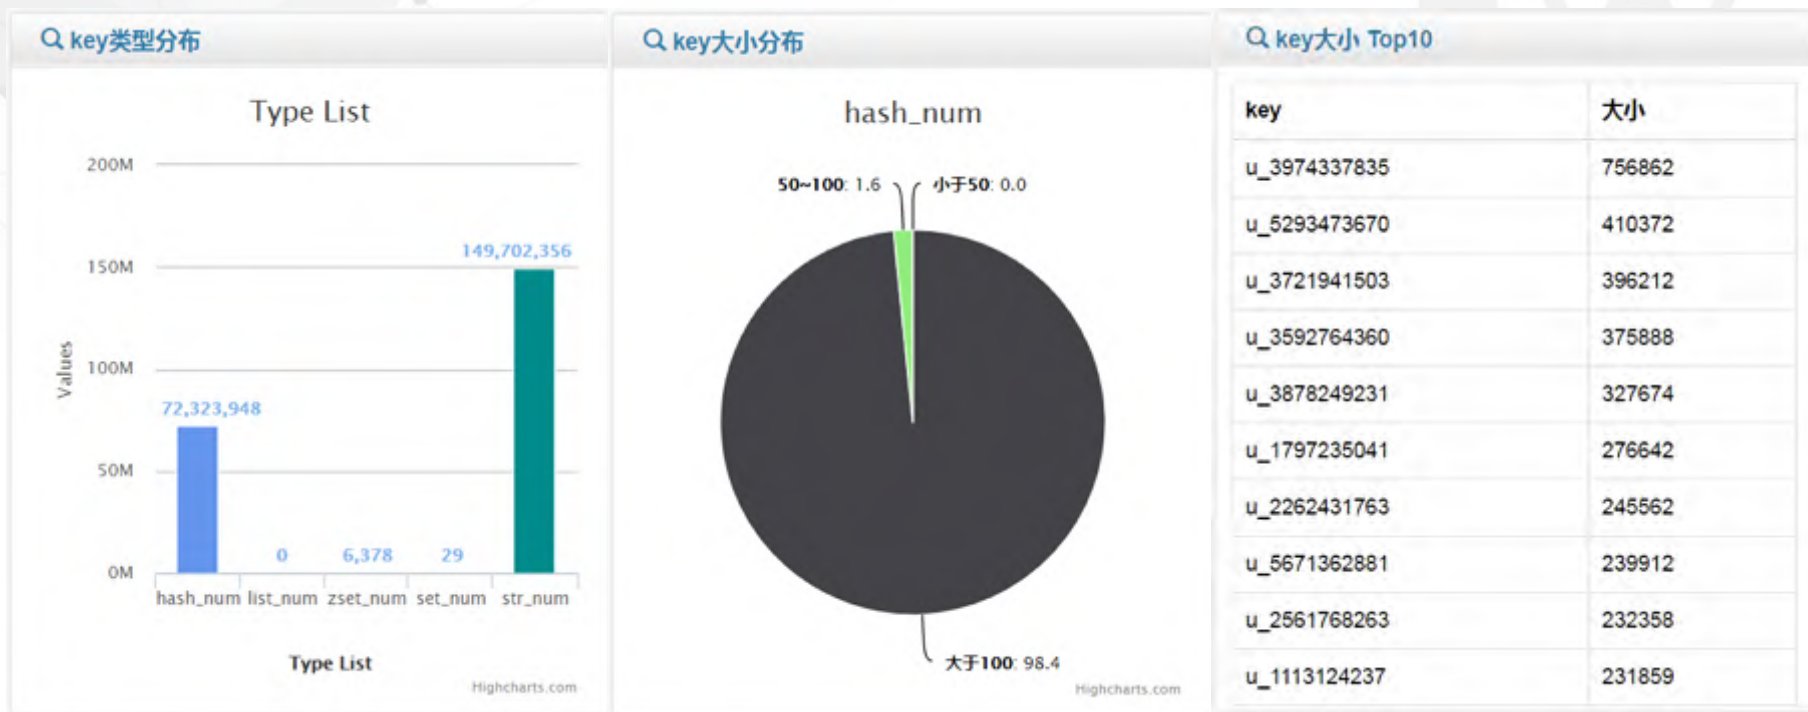 key类型分布
Type List
200M
150M
100M
50M
0M
Values
72,323,948
0
6,378
29
149,702,356
hash_num list_num zset_num set_num str_num
Type List
Highcharts.com
key大小分布
hash_num
50~100: 1.6
小于50: 0.0
大于100: 98.4
Highcharts.com
key大小 Top10
key 大小
u_3974337835 756862
u_5293473670 410372
u_3721941503 396212
u_3592764360 375888
u_3878249231 327674
u_1797235041 276642
u_2262431763 245562
u_5671362881 239912
u_2561768263 232358
u_1113124237 231859